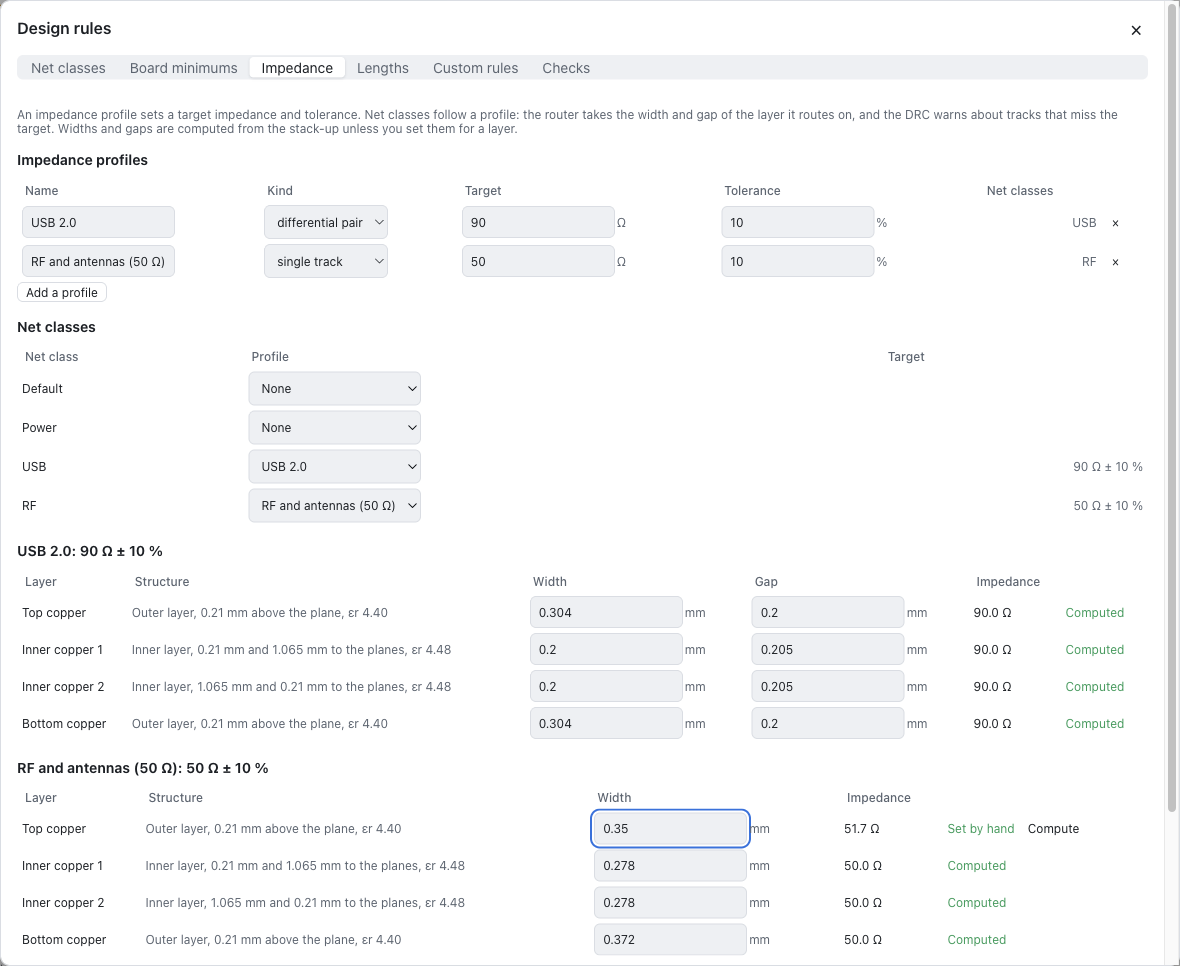 Design rules
×
Net classes Board minimums Impedance Lengths Custom rules Checks
An impedance profile sets a target impedance and tolerance. Net classes follow a profile: the router takes the width and gap of the layer it routes on, and the DRC warns about tracks that miss the
target. Widths and gaps are computed from the stack-up unless you set them for a layer.
Impedance profiles
Name Kind Target Tolerance Net classes
USB 2.0 differential pair 90 Ω 10 % USB ×
RF and antennas (50 Ω) single track 50 Ω 10 % RF ×
Add a profile
Net classes
Net class Profile Target
Default None
Power None
USB USB 2.0 90 Ω ± 10 %
RF RF and antennas (50 Ω) 50 Ω ± 10 %
USB 2.0: 90 Ω ± 10 %
Layer Structure Width Gap Impedance
Top copper Outer layer, 0.21 mm above the plane, εr 4.40 0.304 mm 0.2 mm 90.0 Ω Computed
Inner copper 1 Inner layer, 0.21 mm and 1.065 mm to the planes, εr 4.48 0.2 mm 0.205 mm 90.0 Ω Computed
Inner copper 2 Inner layer, 1.065 mm and 0.21 mm to the planes, εr 4.48 0.2 mm 0.205 mm 90.0 Ω Computed
Bottom copper Outer layer, 0.21 mm above the plane, εr 4.40 0.304 mm 0.2 mm 90.0 Ω Computed
RF and antennas (50 Ω): 50 Ω ± 10 %
Layer Structure Width Impedance
Top copper Outer layer, 0.21 mm above the plane, εr 4.40 0.35 mm 51.7 Ω Set by hand Compute
Inner copper 1 Inner layer, 0.21 mm and 1.065 mm to the planes, εr 4.48 0.278 mm 50.0 Ω Computed
Inner copper 2 Inner layer, 1.065 mm and 0.21 mm to the planes, εr 4.48 0.278 mm 50.0 Ω Computed
Bottom copper Outer layer, 0.21 mm above the plane, εr 4.40 0.372 mm 50.0 Ω Computed